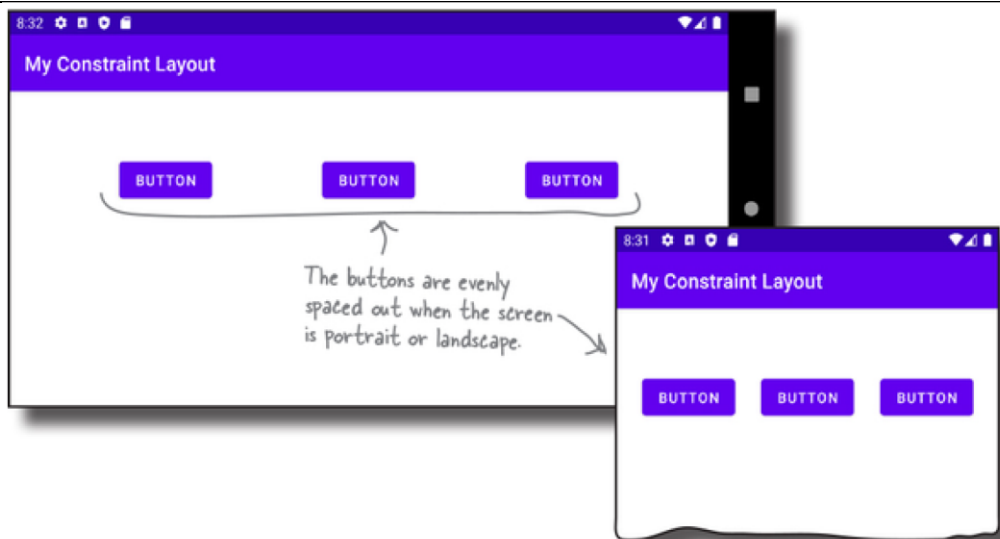 8:32
My Constraint Layout
BUTTON BUTTON BUTTON
The buttons are evenly
spaced out when the screen
is portrait or landscape.
8:31
My Constraint Layout
BUTTON BUTTON BUTTON